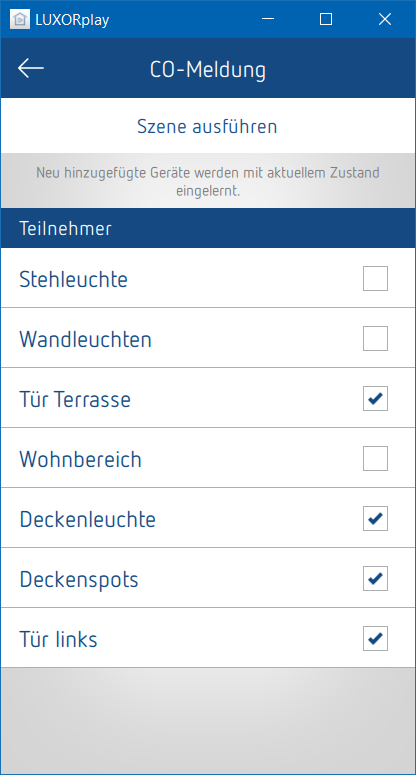 LUXORplay
CO-Meldung
Szene ausführen
Neu hinzugefügte Geräte werden mit aktuellem Zustand
eingelernt.
Teilnehmer
Stehleuchte
Wandleuchten
Tür Terrasse
Wohnbereich
Deckenleuchte
Deckenspots
Tür links